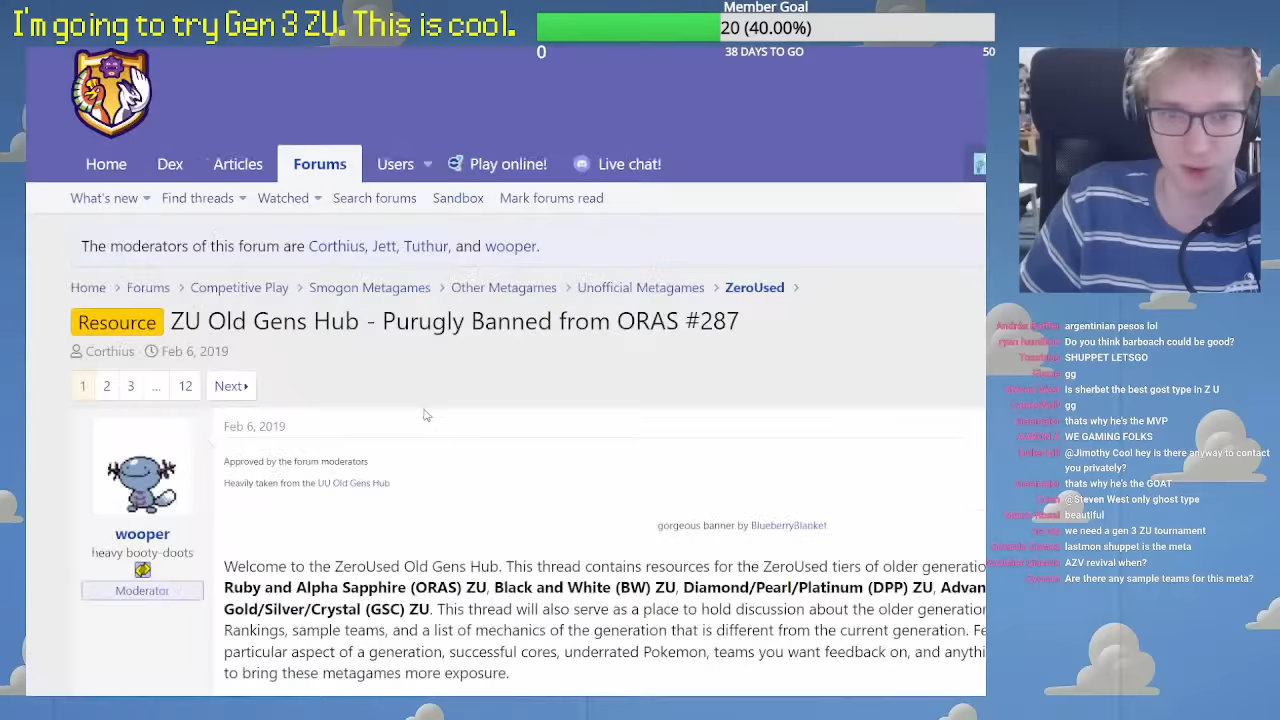 I'm going to try Gen 3 ZU. This is cool.
Member Goal
20 (40.00%)
0
38 DAYS TO GO
50
Home
Dex
Articles
Forums
Users
Play online!
Live chat!
What's new
Find threads
Watched
Search forums
Sandbox
Mark forums read
The moderators of this forum are Corthius, Jett, Tuthur, and wooper.
Home
Forums
Competitive Play
Smogon Metagames
Other Metagames
Unofficial Metagames
ZeroUsed
Resource ZU Old Gens Hub - Purugly Banned from ORAS #287
Corthius Feb 6, 2019
1 2 3 ... 12 Next
Feb 6, 2019
Approved by the forum moderators
Heavily taken from the UU Old Gens Hub
gorgeous banner by BlueberryBlanket
wooper
heavy booty-doots
Moderator
Welcome to the ZeroUsed Old Gens Hub. This thread contains resources for the ZeroUsed tiers of older generatio
Ruby and Alpha Sapphire (ORAS) ZU, Black and White (BW) ZU, Diamond/Pearl/Platinum (DPP) ZU, Advan
Gold/Silver/Crystal (GSC) ZU. This thread will also serve as a place to hold discussion about the older generation
Rankings, sample teams, and a list of mechanics of the generation that is different from the current generation. Fe
particular aspect of a generation, successful cores, underrated Pokemon, teams you want feedback on, and anythi
to bring these metagames more exposure.
argentinian pesos lol
Do you think barboach could be good?
SHUPPET LETSGO
gg
Is sherbet the best gost type in Z U
gg
thats why he's the MVP
WE GAMING FOLKS
@Jimothy Cool hey is there anyway to contact
you privately?
thats why he's the GOAT
@Steven West only ghost type
beautiful
we need a gen 3 ZU tournament
lastmon shuppet is the meta
AZV revival when?
Are there any sample teams for this meta?